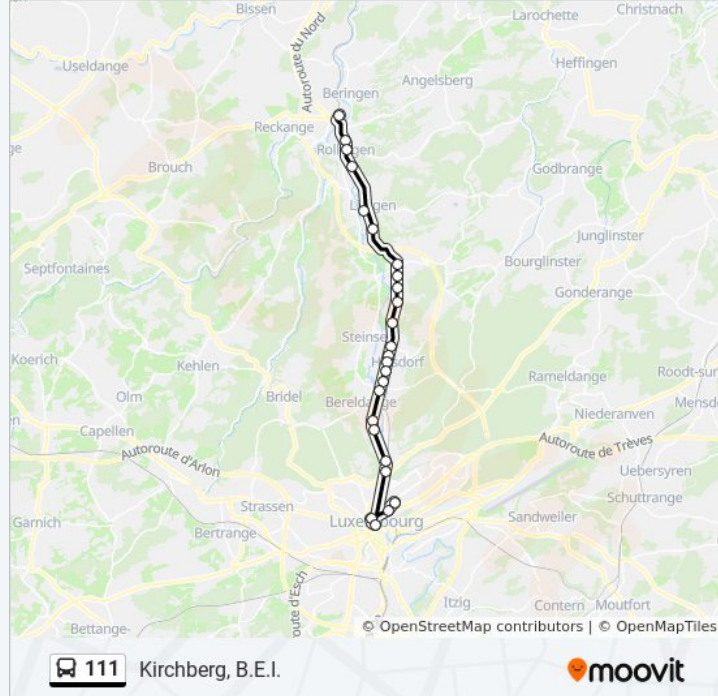 Bissen
Larochette
Christnach
Useldange
Autoroute du Nord
Heffingen
Angelsberg
Beringen
Reckange
Rollingen
Brouch
Godbrange
Lintgen
Junglinster
Septfontaines
Bourglinster
Gonderange
Steinsel
Koerich
Kehlen
Helmsdorf
Rameldange
Roodt-su
Olm
Bridel
Bereldange
Mensdo
Niederanven
Capellen
Autoroute d'Arlon
Autoroute de Trèves
Uebersyren
Strassen
Schuttrange
Garnich
Luxembourg
Sandweiler
Bertrange
Itzig
Contern
Moutfort
Bettange-
route d'Esch
© OpenStreetMap contributors | © OpenMapTiles
111 Kirchberg, B.E.I.
moovit